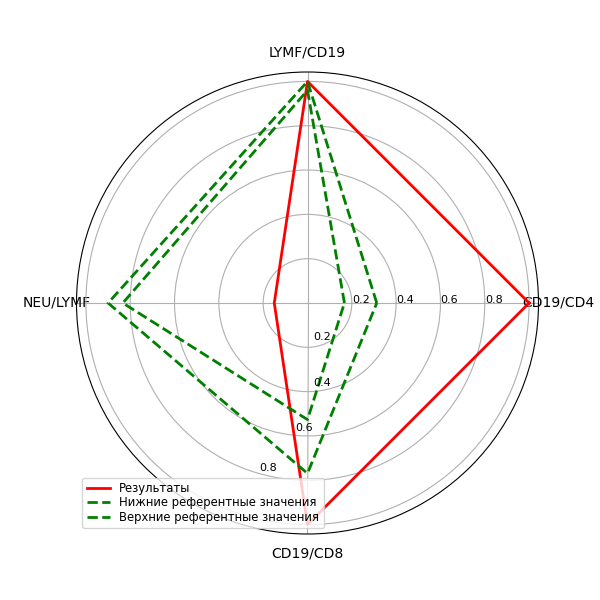 LYMF/CD19
NEU/LYMF
0.2
0.4
0.6
0.8
CD19/CD4
0.2
0.4
0.6
0.8
Результаты
Нижние референтные значения
Верхние референтные значения
CD19/CD8